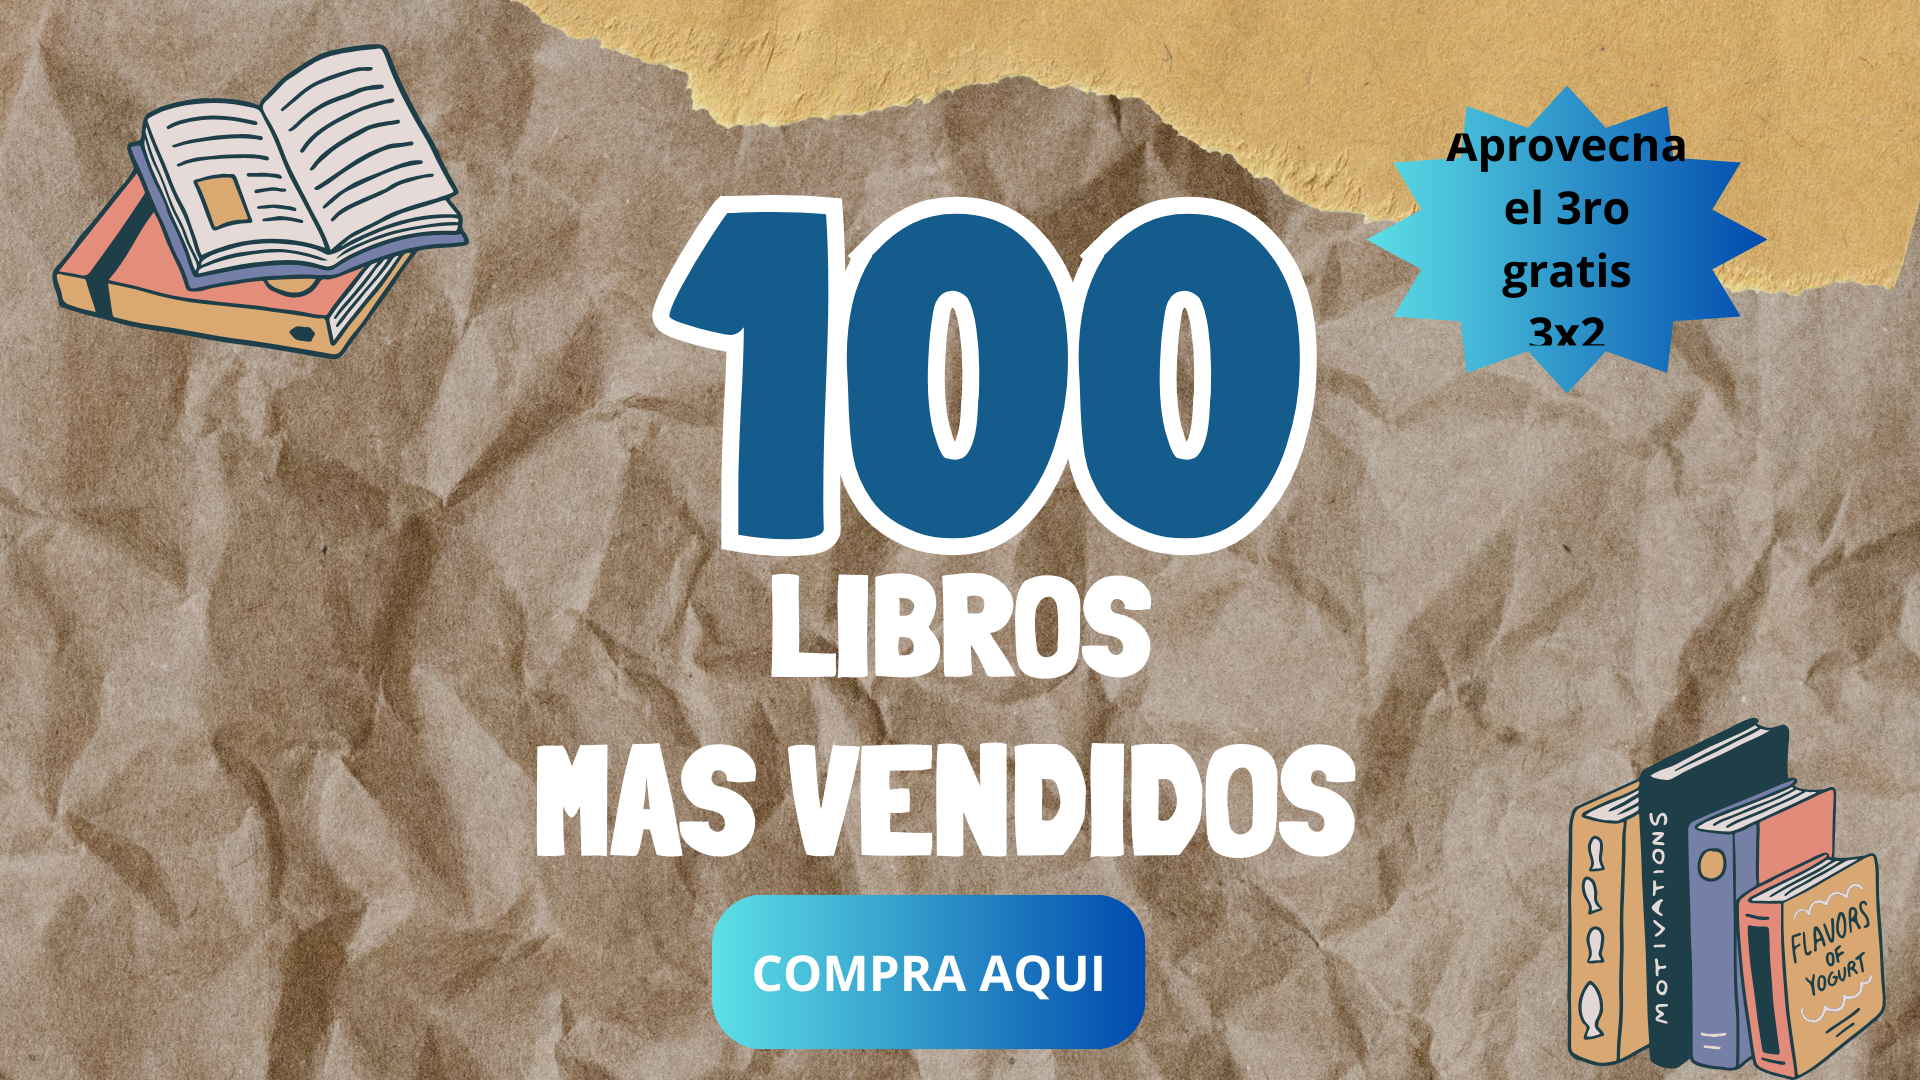 Aprovecha
el 3ro
gratis
3x2
100
LIBROS
MAS VENDIDOS
COMPRA AQUI
MOTIVATIONS
FLAVORS
OF
YOGURT